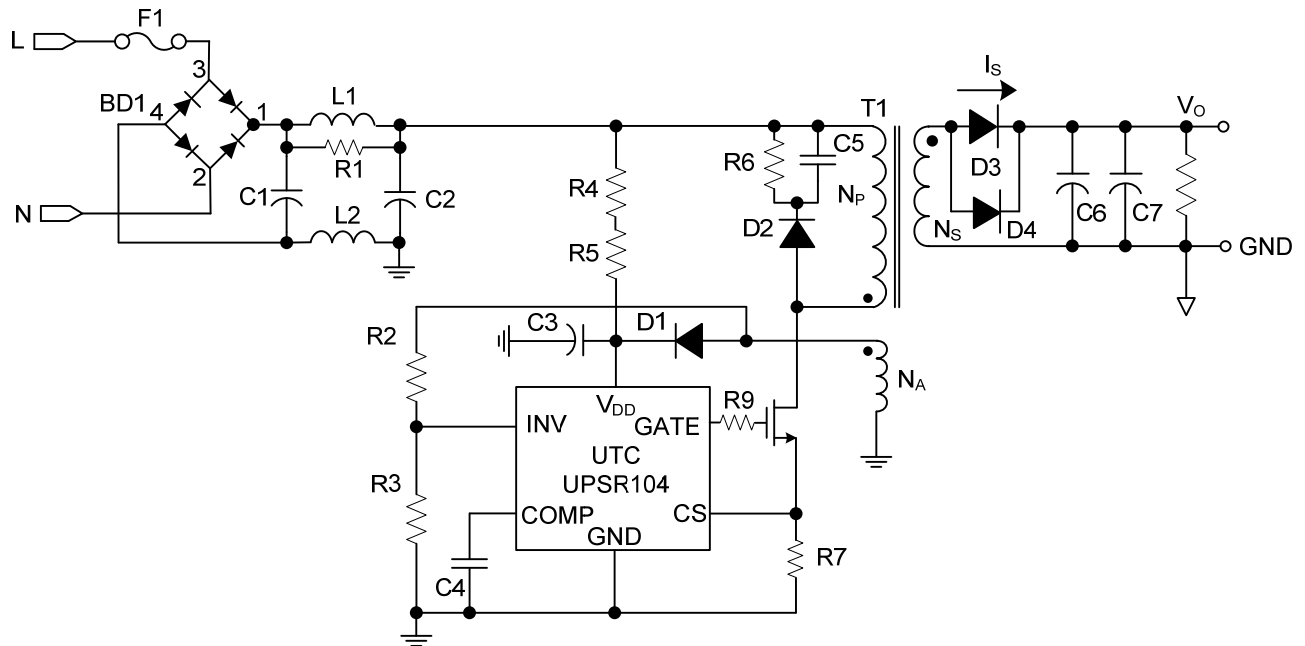 F1
L
3
BD1
4
1
2
L1
R1
C1
C2
L2
N
R4
R5
R6
C5
T1
NP
D2
IS
D3
D4
NS
C6
C7
VO
GND
R2
C3
D1
NA
VDD
INV
GATE
R9
UTC
UPSR104
R3
COMP
CS
GND
C4
R7